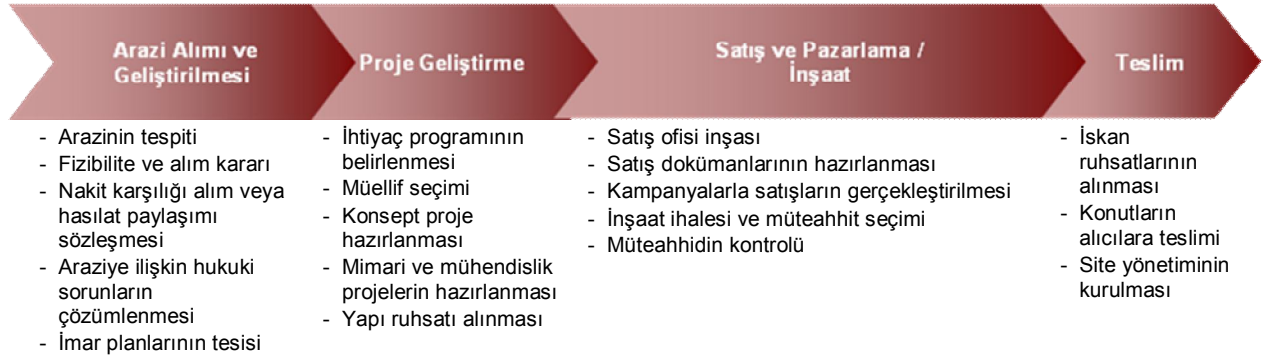 Arazi Alımı ve
Geliştirilmesi
Proje Geliştirme
Satış ve Pazarlama /
İnşaat
Teslim
- Arazinin tespiti
- Fizibilite ve alım kararı
- Nakit karşılığı alım veya
hasılat paylaşımı
sözleşmesi
- Araziye ilişkin hukuki
sorunların
çözümlenmesi
- İmar planlarının tesisi
- İhtiyaç programının
belirlenmesi
- Müellif seçimi
- Konsept proje
hazırlanması
- Mimari ve mühendislik
projelerin hazırlanması
- Yapı ruhsatı alınması
- Satış ofisi inşası
- Satış dokümanlarının hazırlanması
- Kampanyalarla satışların gerçekleştirilmesi
- İnşaat ihalesi ve müteahhit seçimi
- Müteahhidin kontrolü
- İskan
ruhsatlarının
alınması
- Konutların
alıcılara teslimi
- Site yönetiminin
kurulması